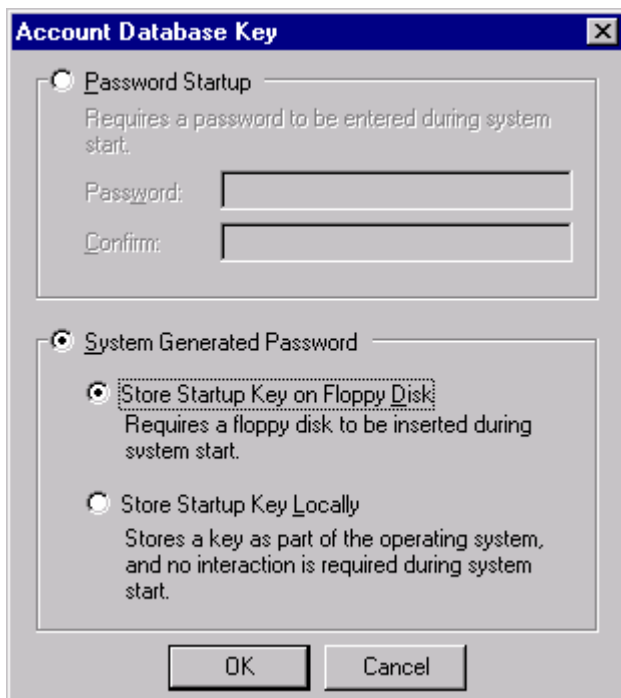 Account Database Key
Password Startup
Requires a password to be entered during system
start.
Password:
Confirm:
System Generated Password
Store Startup Key on Floppy Disk
Requires a floppy disk to be inserted during
system start.
Store Startup Key Locally
Stores a key as part of the operating system,
and no interaction is required during system
start.
OK
Cancel